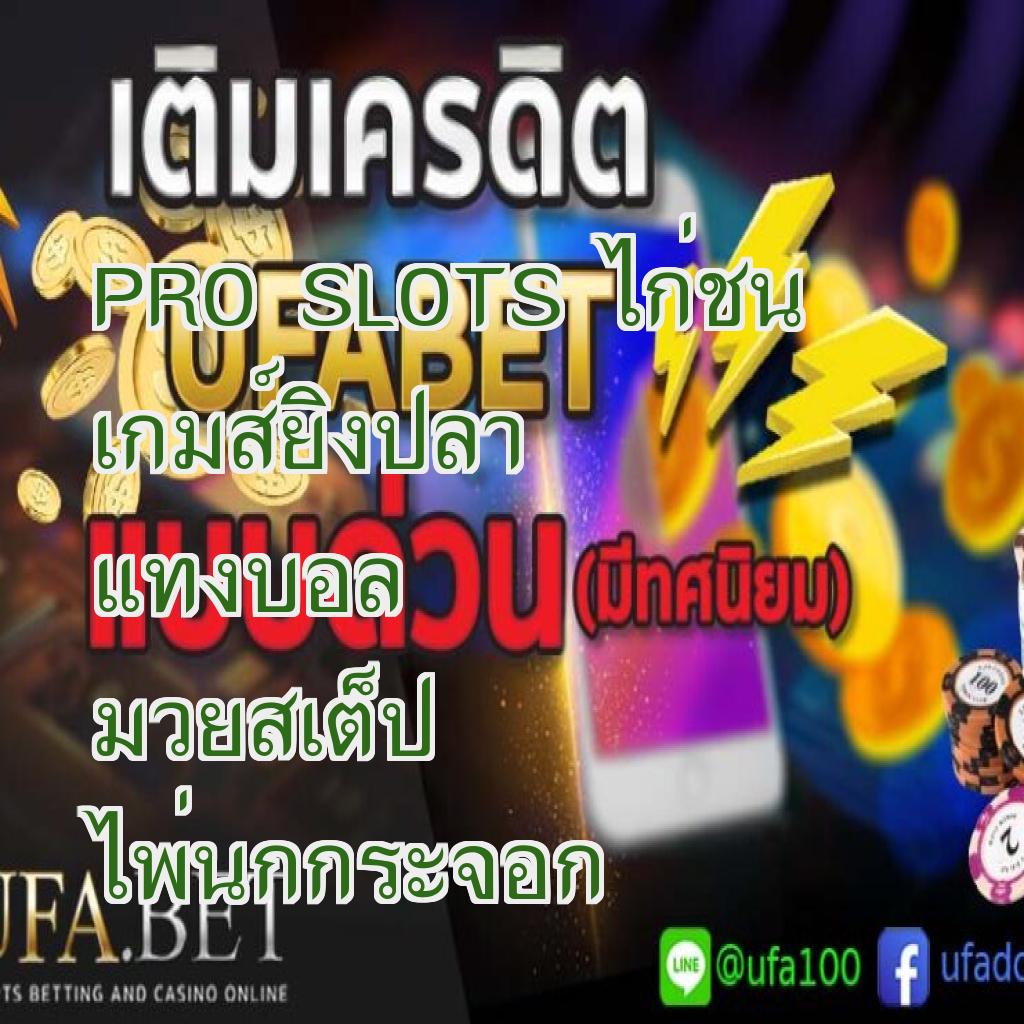 เติมเครดิต
PRO SLOTS ไก่ชน
UFABET
เกมส์ยิงปลา
แบบด่วน (มีทศนิยม)
แทงบอล
มวยสเต็ป
ไพ่นกกระจอก
UFA.BET
BETTING AND CASINO ONLINE
LINE @ufa100
100